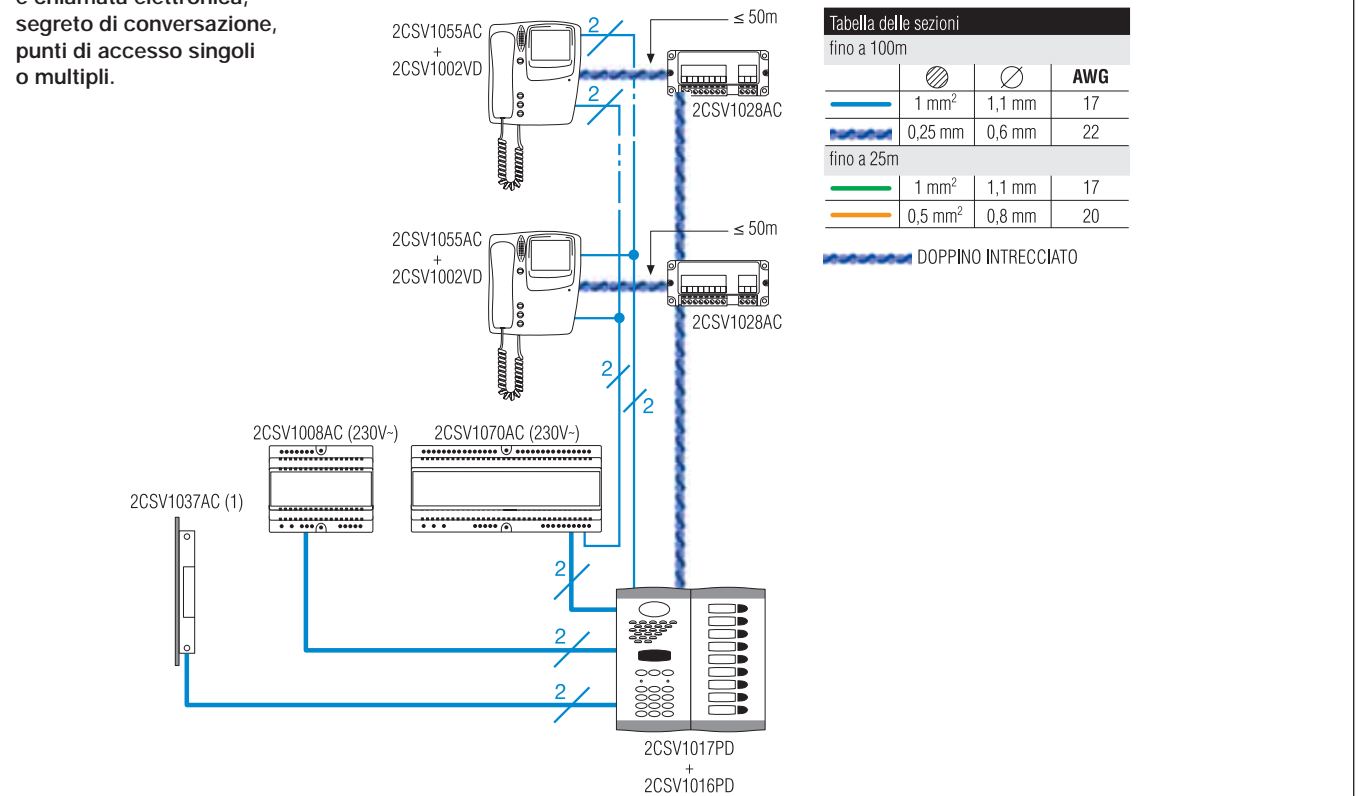 e chiamata elettronica,
segreto di conversazione,
punti di accesso singoli
o multipli.
2CSV1055AC
+
2CSV1002VD
2
2
≤ 50m
2CSV1028AC
2CSV1055AC
+
2CSV1002VD
≤ 50m
2CSV1028AC
2
2
2CSV1008AC (230V~)
2CSV1070AC (230V~)
2CSV1037AC (1)
2
2
2
2CSV1017PD
+
2CSV1016PD
Tabella delle sezioni
fino a 100m
AWG
1 mm² 1,1 mm 17
0,25 mm 0,6 mm 22
fino a 25m
1 mm² 1,1 mm 17
0,5 mm² 0,8 mm 20
DOPPINO INTRECCIATO